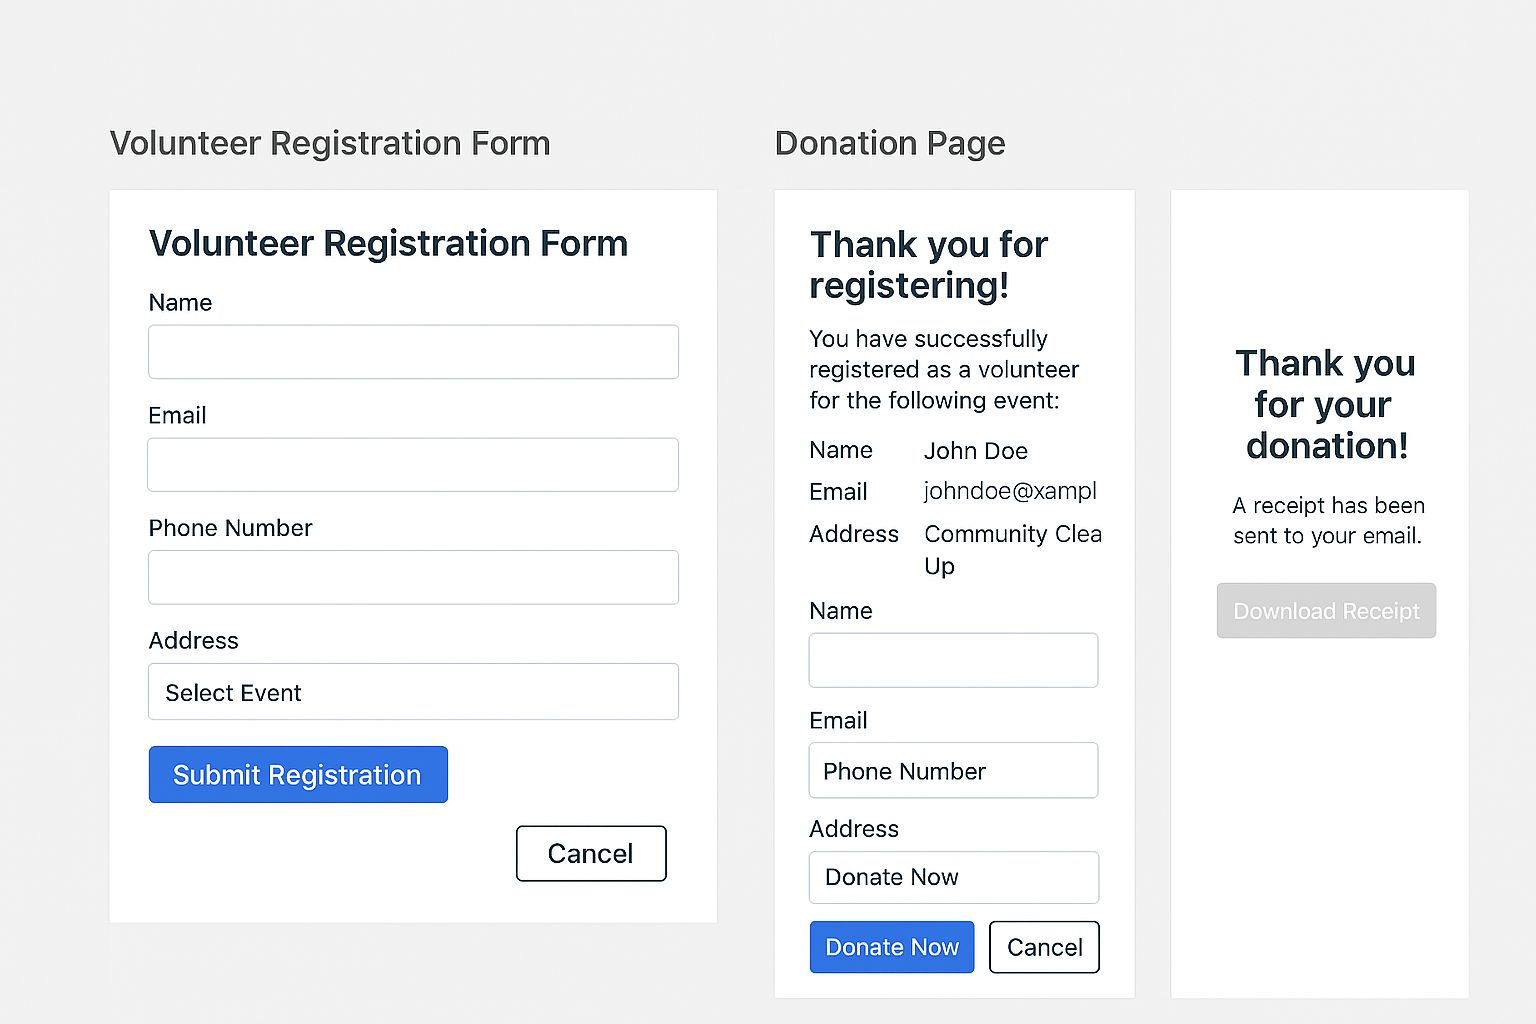 Volunteer Registration Form
Volunteer Registration Form
Name
Email
Phone Number
Address
Select Event
Submit Registration
Cancel
Donation Page
Thank you for
registering!
You have successfully
registered as a volunteer
for the following event:
Name John Doe
Email johndoe@xampl
Address Community Clea
Up
Name
Email
Phone Number
Address
Donate Now
Donate Now Cancel
Thank you
for your
donation!
A receipt has been
sent to your email.
Download Receipt